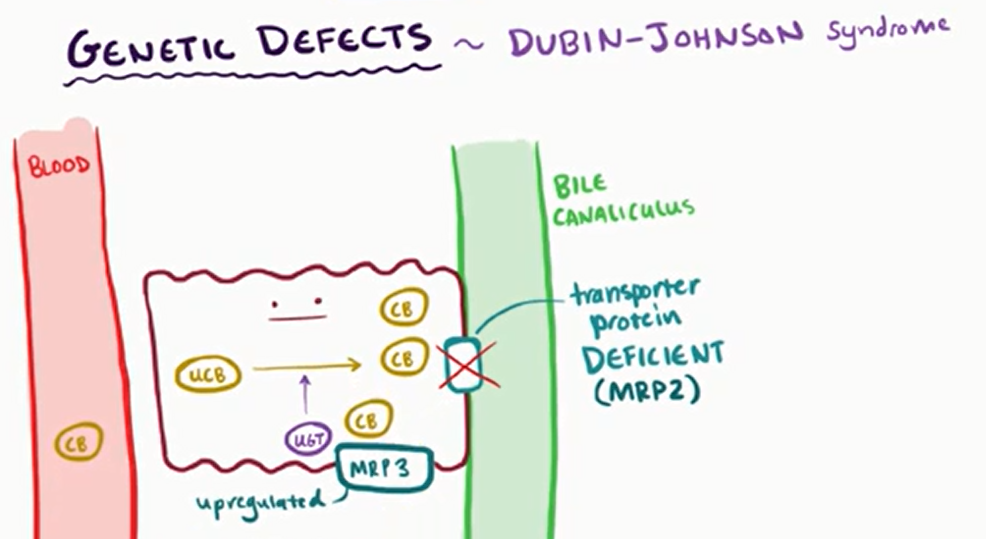 GENETIC DEFECTS ~ DUBIN-JOHNSON Syndrome
BLOOD
BILE
CANALICULUS
CB
transporter
protein
DEFICIENT
(MRP2)
CB
UCB
CB
CB
UGT
MRP3
upregulated